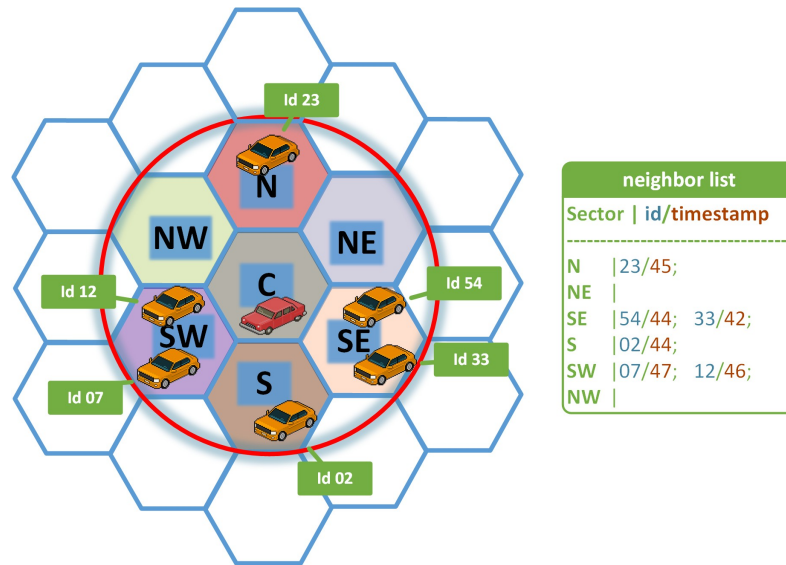 Id 23
N
NW
NE
Id 12
C
Id 54
SW
SE
Id 33
Id 07
S
Id 02
neighbor list
Sector | id/timestamp
------------------------------
N |23/45;
NE |
SE |54/44; 33/42;
S |02/44;
SW |07/47; 12/46;
NW |